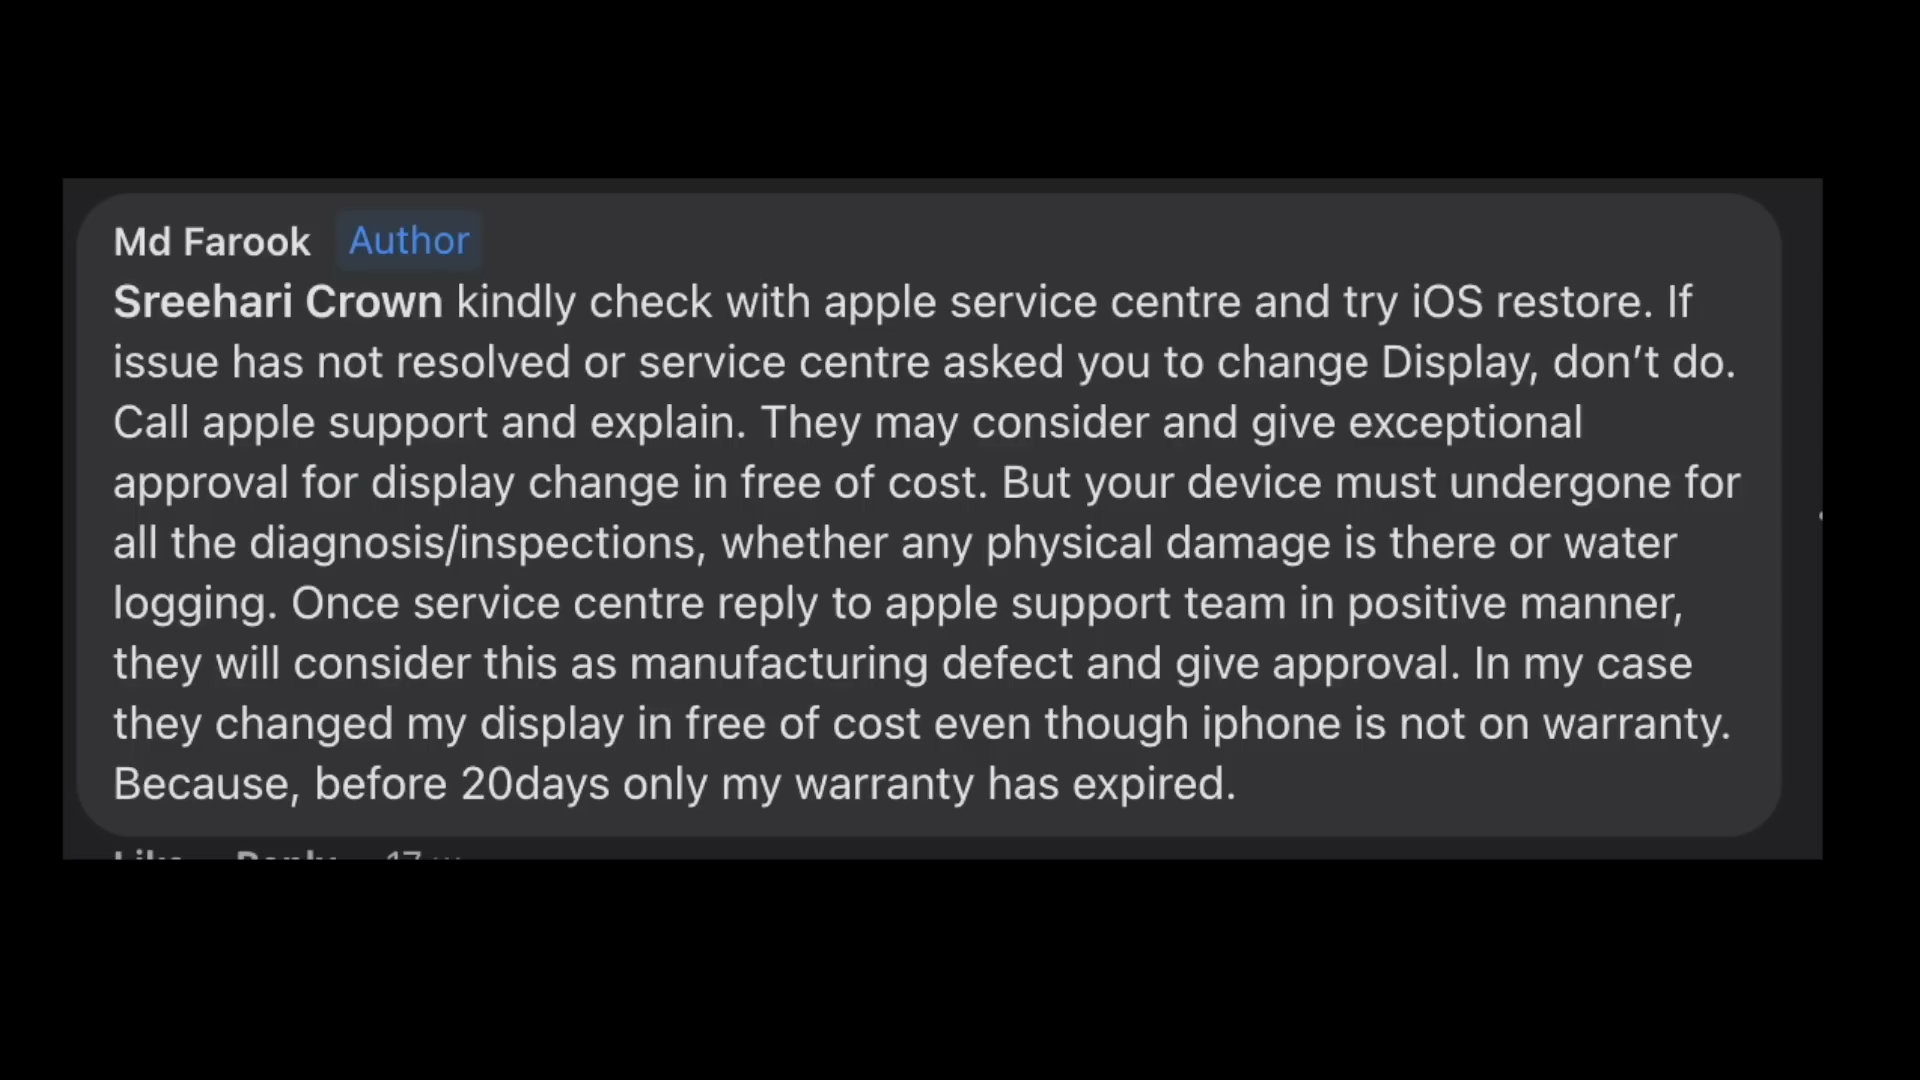 Md Farook Author
Sreehari Crown kindly check with apple service centre and try iOS restore. If
issue has not resolved or service centre asked you to change Display, don’t do.
Call apple support and explain. They may consider and give exceptional
approval for display change in free of cost. But your device must undergone for
all the diagnosis/inspections, whether any physical damage is there or water
logging. Once service centre reply to apple support team in positive manner,
they will consider this as manufacturing defect and give approval. In my case
they changed my display in free of cost even though iphone is not on warranty.
Because, before 20days only my warranty has expired.